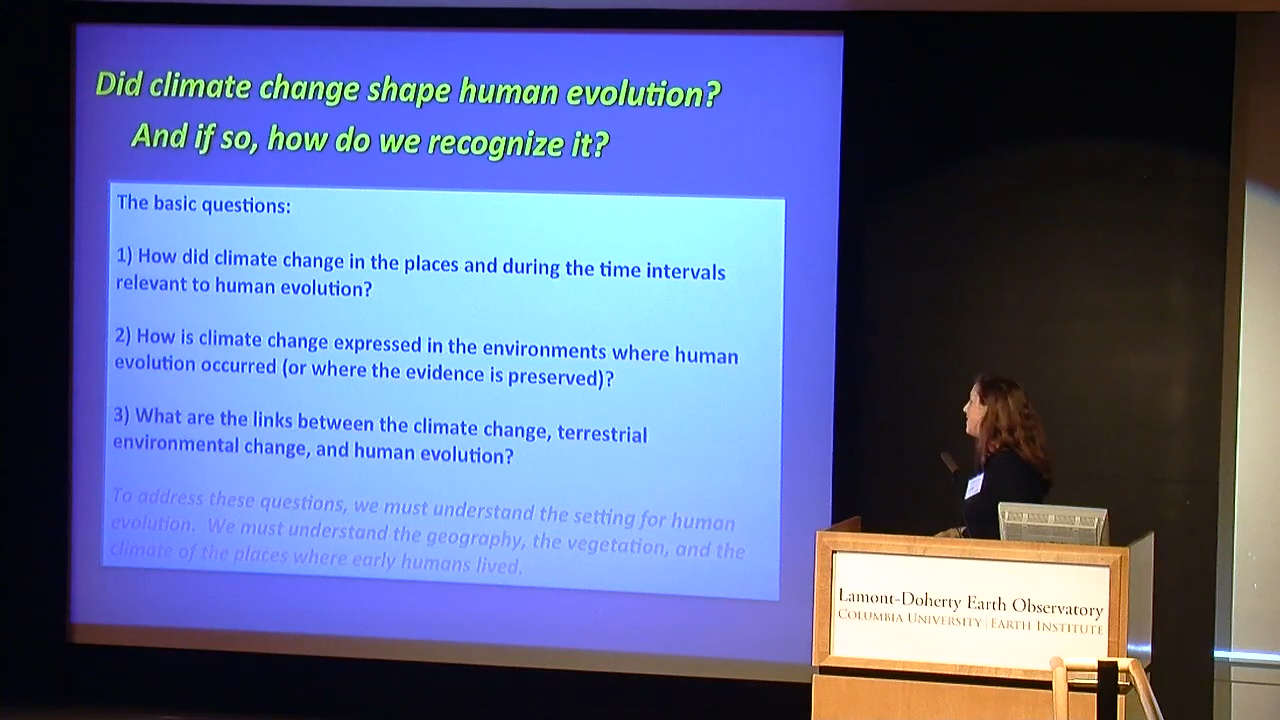 Did climate change shape human evolution?
And if so, how do we recognize it?
The basic questions:
1) How did climate change in the places and during the time intervals
relevant to human evolution?
2) How is climate change expressed in the environments where human
evolution occurred (or where the evidence is preserved)?
3) What are the links between the climate change, terrestrial
environmental change, and human evolution?
To address these questions, we must understand the setting for human
evolution. We must understand the geography, the vegetation, and the
climate of the places where early humans lived.
Lamont-Doherty Earth Observatory
COLUMBIA UNIVERSITY | EARTH INSTITUTE